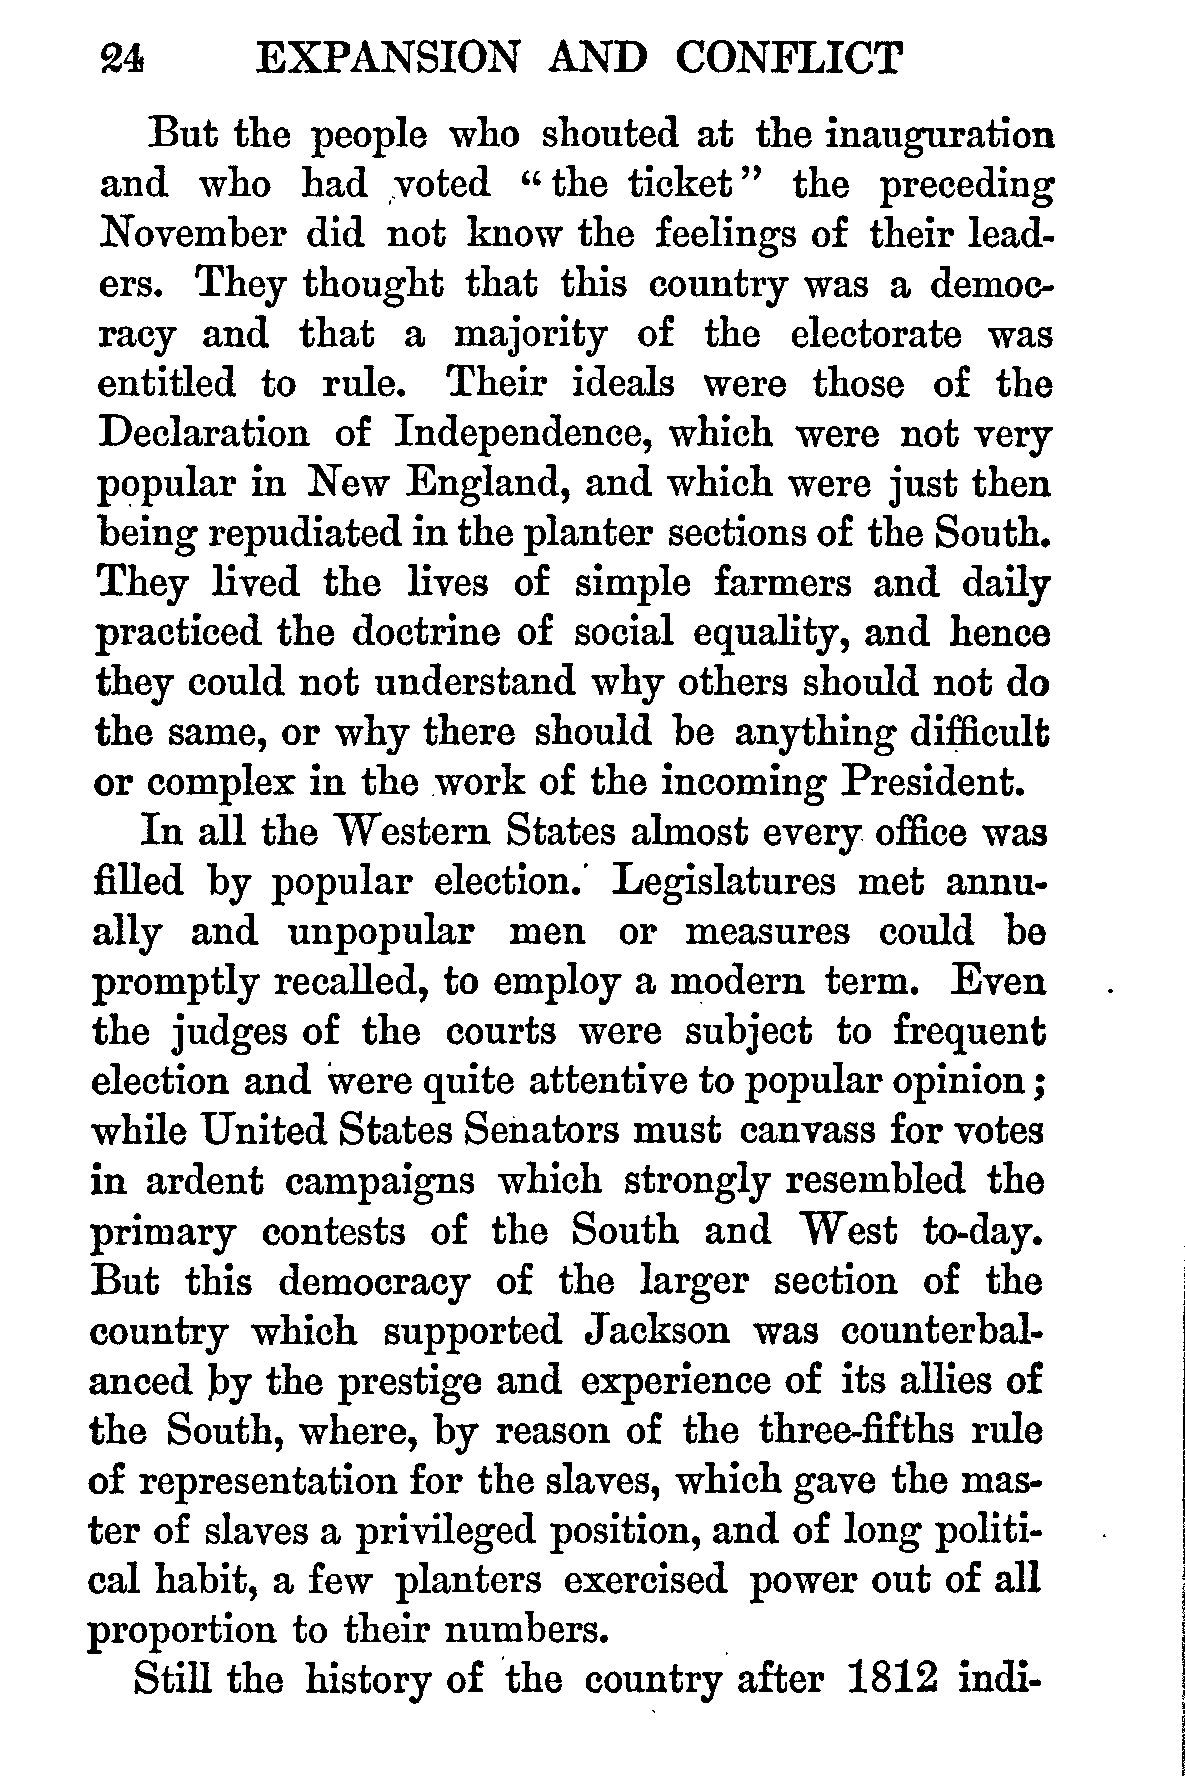 24 EXPANSION AND CONFLICT
But the people who shouted at the inauguration
and who had voted “the ticket” the preceding
November did not know the feelings of their lead-
ers. They thought that this country was a democ-
racy and that a majority of the electorate was
entitled to rule. Their ideals were those of the
Declaration of Independence, which were not very
popular in New England, and which were just then
being repudiated in the planter sections of the South.
They lived the lives of simple farmers and daily
practiced the doctrine of social equality, and hence
they could not understand why others should not do
the same, or why there should be anything difficult
or complex in the work of the incoming President.
In all the Western States almost every office was
filled by popular election. Legislatures met annu-
ally and unpopular men or measures could be
promptly recalled, to employ a modern term. Even
the judges of the courts were subject to frequent
election and were quite attentive to popular opinion;
while United States Senators must canvass for votes
in ardent campaigns which strongly resembled the
primary contests of the South and West to-day.
But this democracy of the larger section of the
country which supported Jackson was counterbal-
anced by the prestige and experience of its allies of
the South, where, by reason of the three-fifths rule
of representation for the slaves, which gave the mas-
ter of slaves a privileged position, and of long politi-
cal habit, a few planters exercised power out of all
proportion to their numbers.
Still the history of the country after 1812 indi-